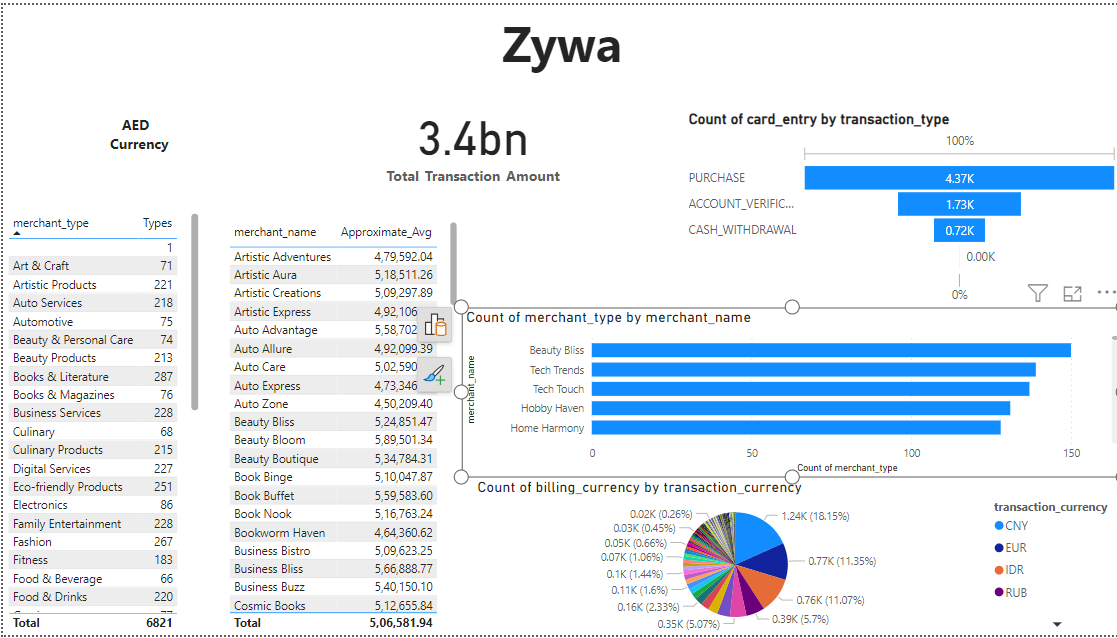 Zywa
AED
Currency
3.4bn
Total Transaction Amount
Count of card_entry by transaction_type
100%
PURCHASE 4.37K
ACCOUNT_VERIFIC... 1.73K
CASH_WITHDRAWAL 0.72K
0.00K
0%
merchant_type Types
1
Art & Craft 71
Artistic Products 221
Auto Services 218
Automotive 75
Beauty & Personal Care 74
Beauty Products 213
Books & Literature 287
Books & Magazines 76
Business Services 228
Culinary 68
Culinary Products 215
Digital Services 227
Eco-friendly Products 251
Electronics 86
Family Entertainment 228
Fashion 267
Fitness 183
Food & Beverage 66
Food & Drinks 220
Total 6821
merchant_name Approximate_Avg
Artistic Adventures 4,79,592.04
Artistic Aura 5,18,511.26
Artistic Creations 5,09,297.89
Artistic Express 4,92,106
Auto Advantage 5,58,702
Auto Allure 4,92,099.39
Auto Care 5,02,590
Auto Express 4,73,346
Auto Zone 4,50,209.40
Beauty Bliss 5,24,851.47
Beauty Bloom 5,89,501.34
Beauty Boutique 5,34,784.31
Book Binge 5,10,047.87
Book Buffet 5,59,583.60
Book Nook 5,16,763.24
Bookworm Haven 4,64,360.62
Business Bistro 5,09,623.25
Business Bliss 5,66,888.77
Business Buzz 5,40,150.10
Cosmic Books 5,12,655.84
Total 5,06,581.94
Count of merchant_type by merchant_name
merchant_name
Beauty Bliss
Tech Trends
Tech Touch
Hobby Haven
Home Harmony
0 50 100 150
Count of merchant_type
Count of billing_currency by transaction_currency
1.24K (18.15%)
0.77K (11.35%)
0.76K (11.07%)
0.39K (5.7%)
0.35K (5.07%)
0.16K (2.33%)
0.11K (1.6%)
0.1K (1.44%)
0.07K (1.06%)
0.05K (0.66%)
0.03K (0.45%)
0.02K (0.26%)
transaction_currency
CNY
EUR
IDR
RUB